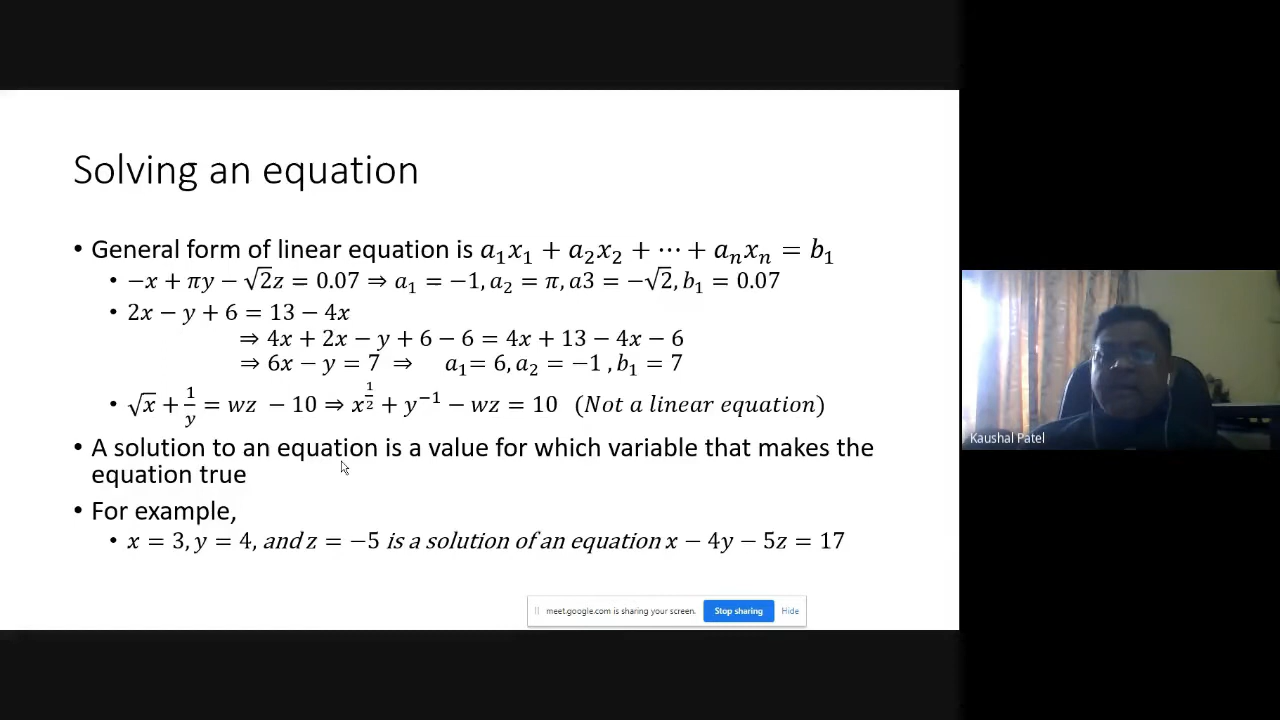 Solving an equation
• General form of linear equation is a₁x₁ + a₂x₂ + ⋯ + aₙxₙ = b₁
• −x + πy − √2z = 0.07 ⇒ a₁ = −1, a₂ = π, a3 = −√2, b₁ = 0.07
• 2x − y + 6 = 13 − 4x
⇒ 4x + 2x − y + 6 − 6 = 4x + 13 − 4x − 6
⇒ 6x − y = 7 ⇒ a₁= 6, a₂ = −1 , b₁ = 7
• √x + 1/y = wz − 10 ⇒ x^(1/2) + y⁻¹ − wz = 10 (Not a linear equation)
• A solution to an equation is a value for which variable that makes the
equation true
• For example,
• x = 3, y = 4, and z = −5 is a solution of an equation x − 4y − 5z = 17
Kaushal Patel
meet.google.com is sharing your screen. Stop sharing Hide